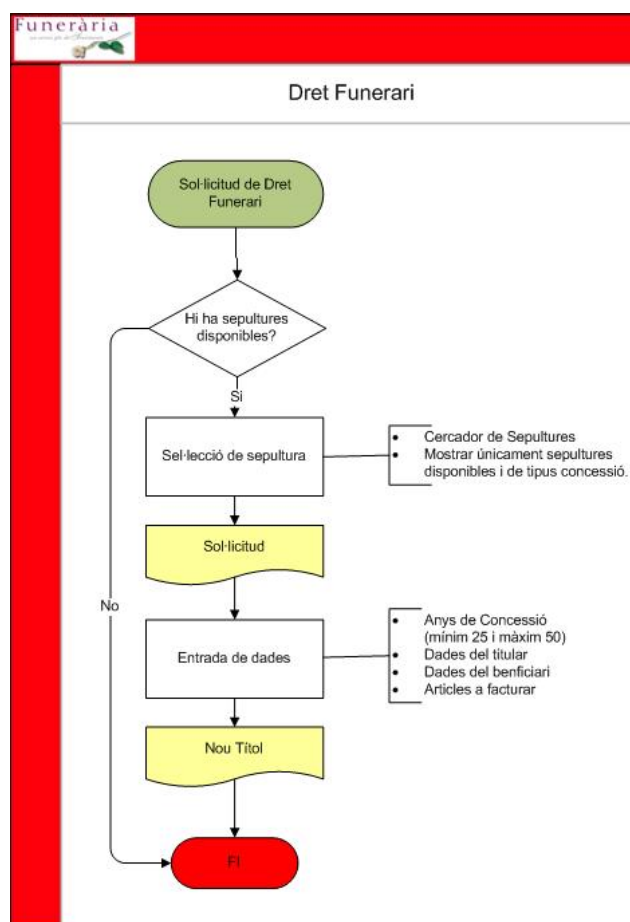 Funerària
Dret Funerari
Sol·licitud de Dret
Funerari
Hi ha sepultures
disponibles?
Si
Sel·lecció de sepultura
• Cercador de Sepultures
• Mostrar únicament sepultures
disponibles i de tipus concessió.
Sol·licitud
No
Entrada de dades
• Anys de Concessió
(mínim 25 i màxim 50)
• Dades del titular
• Dades del benficiari
• Articles a facturar
Nou Títol
FI